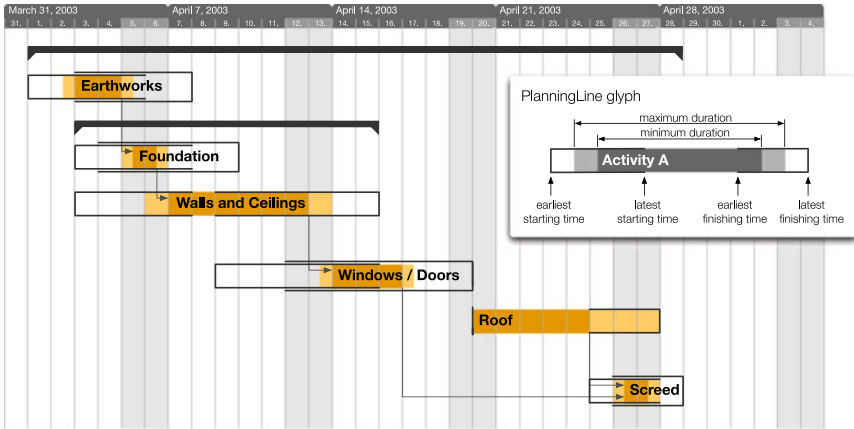 March 31, 2003 April 7, 2003 April 14, 2003 April 21, 2003 April 28, 2003
31. 1. 2. 3. 4. 5. 6. 7. 8. 9. 10. 11. 12. 13. 14. 15. 16. 17. 18. 19. 20. 21. 22. 23. 24. 25. 26. 27. 28. 29. 30. 1. 2. 3. 4.
Earthworks
Foundation
Walls and Ceilings
Windows / Doors
Roof
Screed
PlanningLine glyph
maximum duration
minimum duration
Activity A
earliest starting time
latest starting time
earliest finishing time
latest finishing time